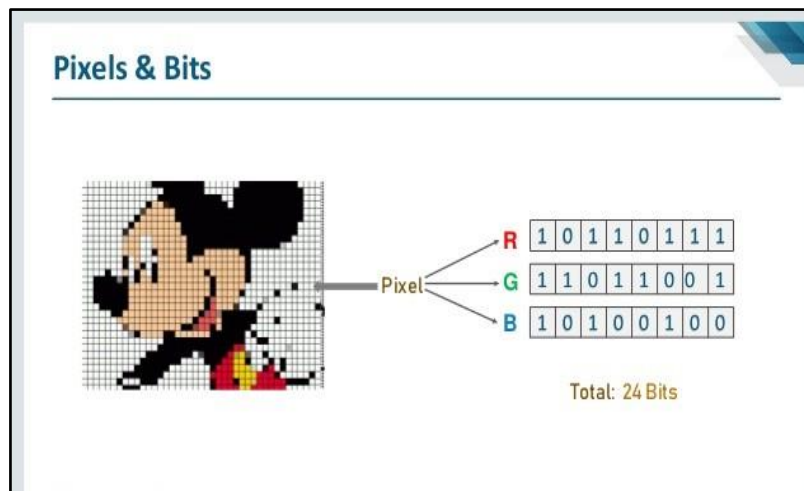 Pixels & Bits
R 1 0 1 1 0 1 1 1
Pixel
G 1 1 0 1 1 0 0 1
B 1 0 1 0 0 1 0 0
Total: 24 Bits